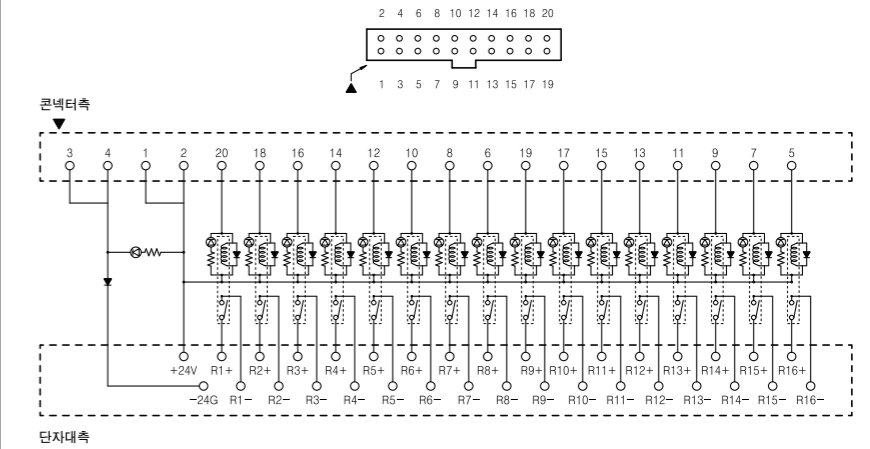 2 4 6 8 10 12 14 16 18 20
1 3 5 7 9 11 13 15 17 19
콘넥터측
3 4 1 2 20 18 16 14 12 10 8 6 19 17 15 13 11 9 7 5
+24V R1+ R2+ R3+ R4+ R5+ R6+ R7+ R8+ R9+ R10+ R11+ R12+ R13+ R14+ R15+ R16+
-24G R1- R2- R3- R4- R5- R6- R7- R8- R9- R10- R11- R12- R13- R14- R15- R16-
단자대측